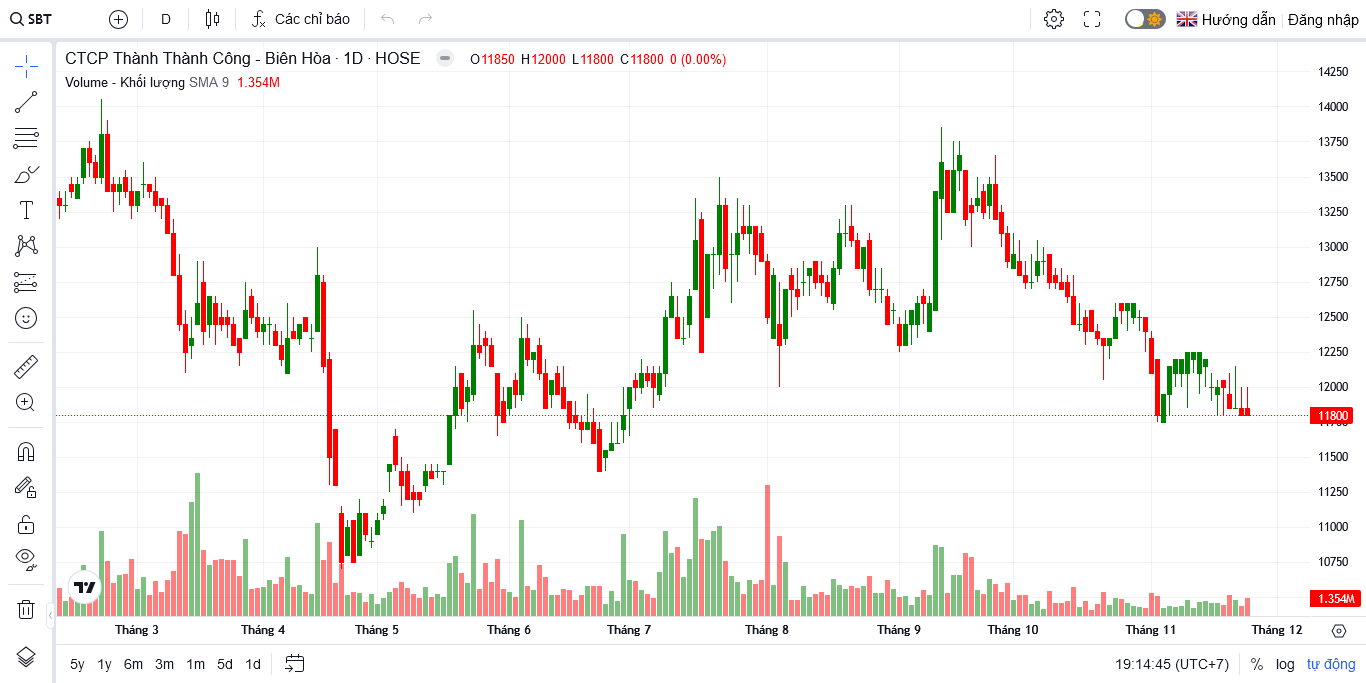 SBT
D
Các chỉ báo
Hướng dẫn
Đăng nhập
CTCP Thành Thành Công - Biên Hòa · 1D · HOSE
O11850 H12000 L11800 C11800 0 (0.00%)
Volume - Khối lượng SMA 9 1.354M
14250
14000
13750
13500
13250
13000
12750
12500
12250
12000
11800
11750
11500
11250
11000
10750
1.354M
Tháng 3
Tháng 4
Tháng 5
Tháng 6
Tháng 7
Tháng 8
Tháng 9
Tháng 10
Tháng 11
Tháng 12
5y 1y 6m 3m 1m 5d 1d
19:14:45 (UTC+7)
% log tự động